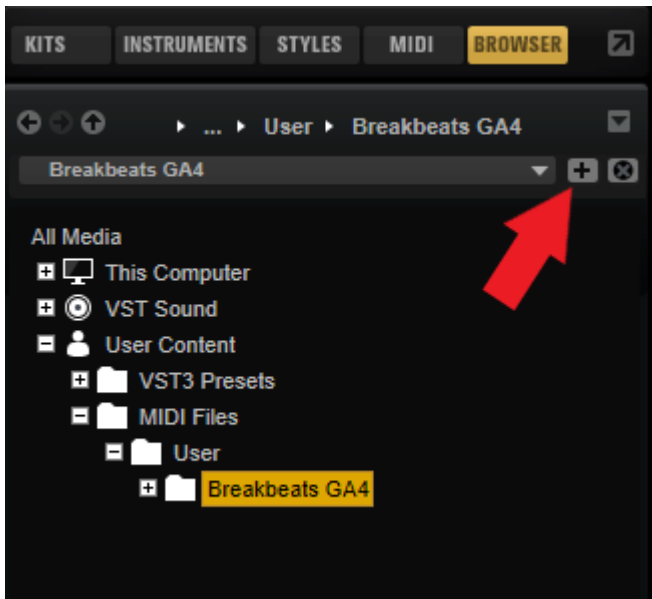 KITS INSTRUMENTS STYLES MIDI BROWSER
... User Breakbeats GA4
Breakbeats GA4
All Media
This Computer
VST Sound
User Content
VST3 Presets
MIDI Files
User
Breakbeats GA4